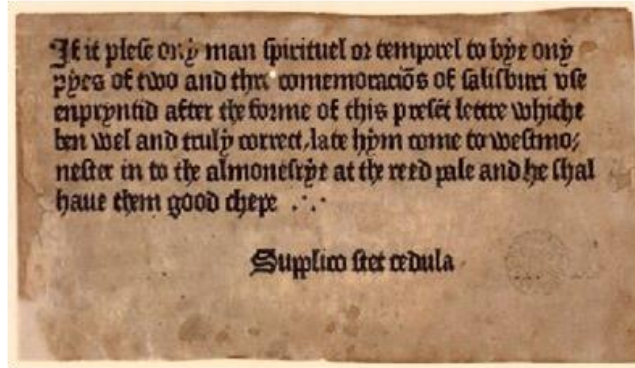 If it plese ony man spirituel or temporel to bye ony
pyes of two and thre comemoraciõs of salisburi vse
enpryntid after the forme of this presẽt lettre whiche
ben wel and truly correct, late hym come to westmo⸗
nester in to the almonesrye at the reed pale and he shal
haue them good chepe .·.·
Supplico stet cedula